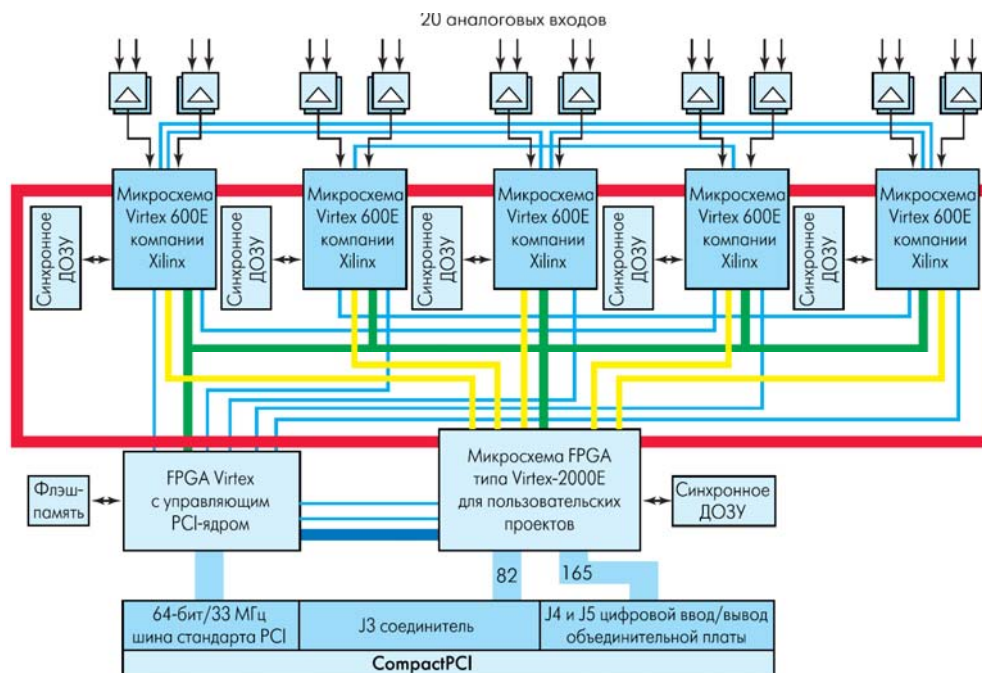 20 аналоговых входов
Микросхема
Virtex 600E
компании
Xilinx
Микросхема
Virtex 600E
компании
Xilinx
Микросхема
Virtex 600E
компании
Xilinx
Микросхема
Virtex 600E
компании
Xilinx
Микросхема
Virtex 600E
компании
Xilinx
Синхронное
ДОЗУ
Синхронное
ДОЗУ
Синхронное
ДОЗУ
Синхронное
ДОЗУ
Синхронное
ДОЗУ
Флэш-
память
FPGA Virtex
с управляющим
PCI-ядром
Микросхема FPGA
типа Virtex-2000E
для пользовательских
проектов
Синхронное
ДОЗУ
82
165
64-бит/33 МГц
шина стандарта PCI
J3 соединитель
J4 и J5 цифровой ввод/вывод
объединительной платы
CompactPCI